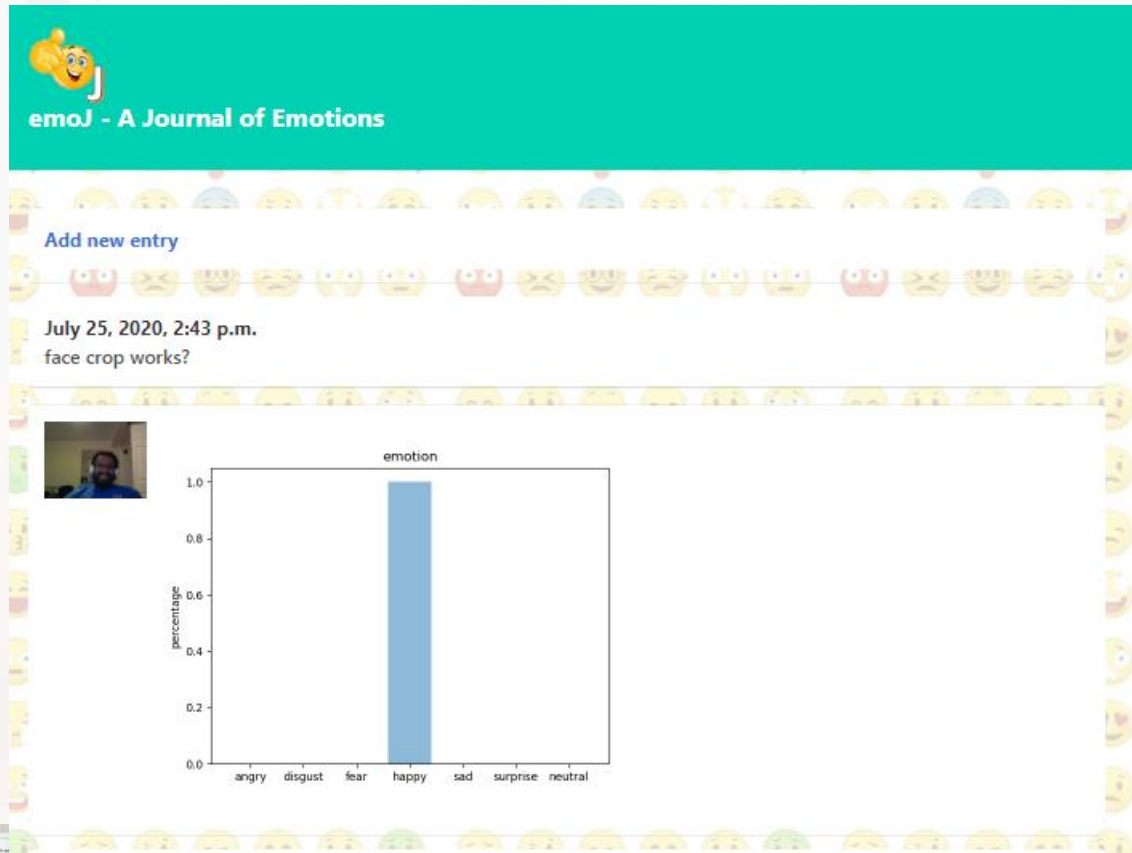 J
emoJ - A Journal of Emotions
Add new entry
July 25, 2020, 2:43 p.m.
face crop works?
emotion
1.0
0.8
0.6
0.4
0.2
0.0
percentage
angry disgust fear happy sad surprise neutral